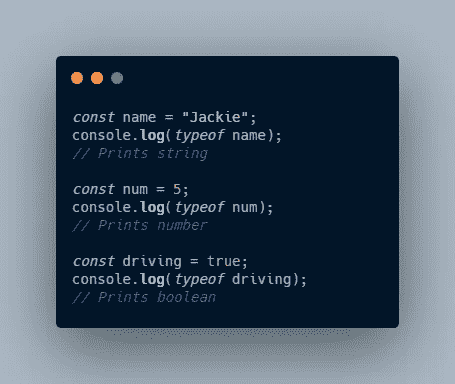 const name = "Jackie";
console.log(typeof name);
// Prints string
const num = 5;
console.log(typeof num);
// Prints number
const driving = true;
console.log(typeof driving);
// Prints boolean